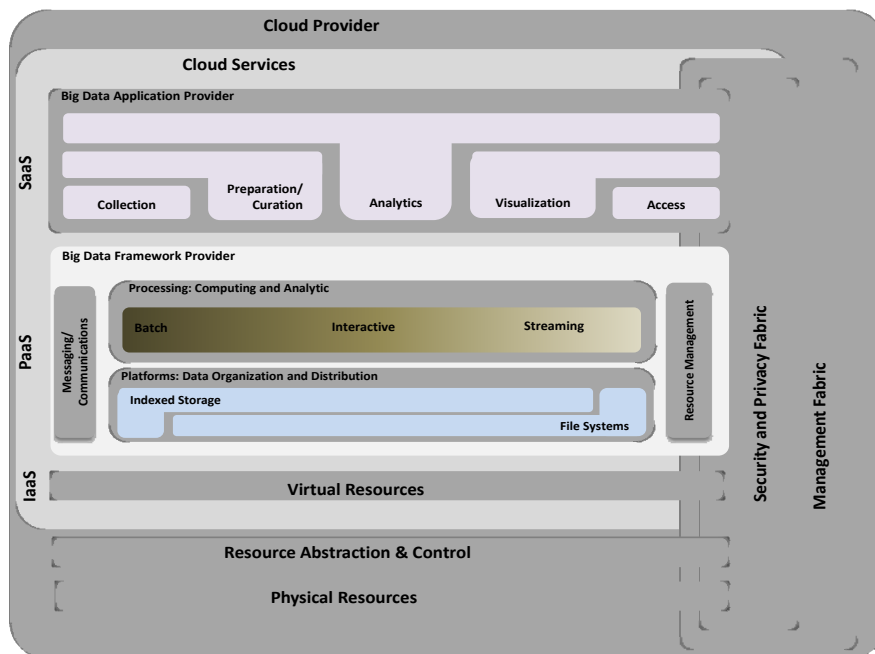 Cloud Provider
Cloud Services
Big Data Application Provider
SaaS
Collection
Preparation/
Curation
Analytics
Visualization
Access
Big Data Framework Provider
PaaS
Messaging/
Communications
Processing: Computing and Analytic
Batch
Interactive
Streaming
Platforms: Data Organization and Distribution
Indexed Storage
File Systems
Resource Management
IaaS
Virtual Resources
Resource Abstraction & Control
Physical Resources
Security and Privacy Fabric
Management Fabric